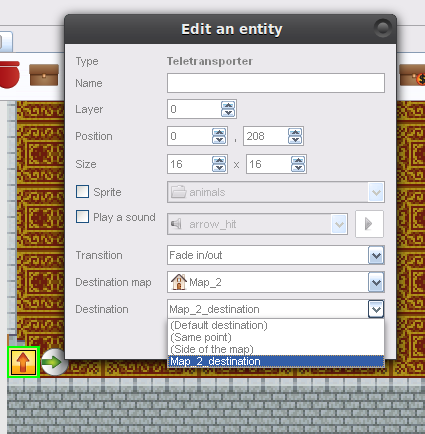 Edit an entity
Type Teletransporter
Name
Layer 0
Position 0 , 208
Size 16 x 16
Sprite animals
Play a sound arrow_hit
Transition Fade in/out
Destination map Map_2
Destination Map_2_destination
(Default destination)
(Same point)
(Side of the map)
Map_2_destination